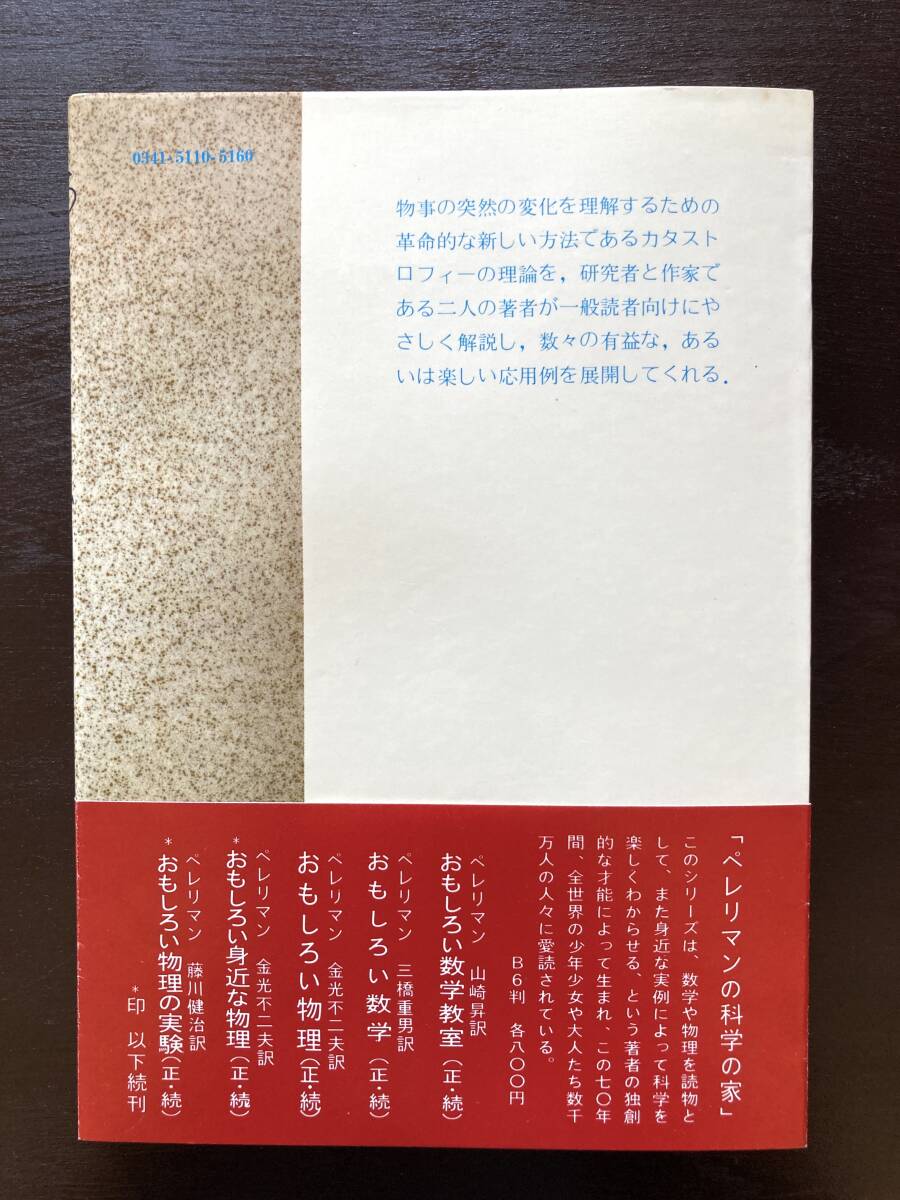 0341-5110-5160
物事の突然の変化を理解するための
革命的な新しい方法であるカタスト
ロフィーの理論を，研究者と作家で
ある二人の著者が一般読者向けにや
さしく解説し，数々の有益な，ある
いは楽しい応用例を展開してくれる．
「ペレリマンの科学の家」
このシリーズは、数学や物理を読物と
して、また身近な実例によって科学を
楽しくわからせる、という著者の独創
的な才能によって生まれ、この七〇年
間、全世界の少年少女や大人たち数千
万人の人々に愛読されている。
B6判 各八〇〇円
ペレリマン 山崎昇訳
おもしろい数学教室（正・続）
ペレリマン 三橋重男訳
おもしろい数学（正・続）
ペレリマン 金光不二夫訳
おもしろい物理（正・続）
ペレリマン 金光不二夫訳
*おもしろい身近な物理（正・続）
ペレリマン 藤川健治訳
*おもしろい物理の実験（正・続）
*印 以下続刊